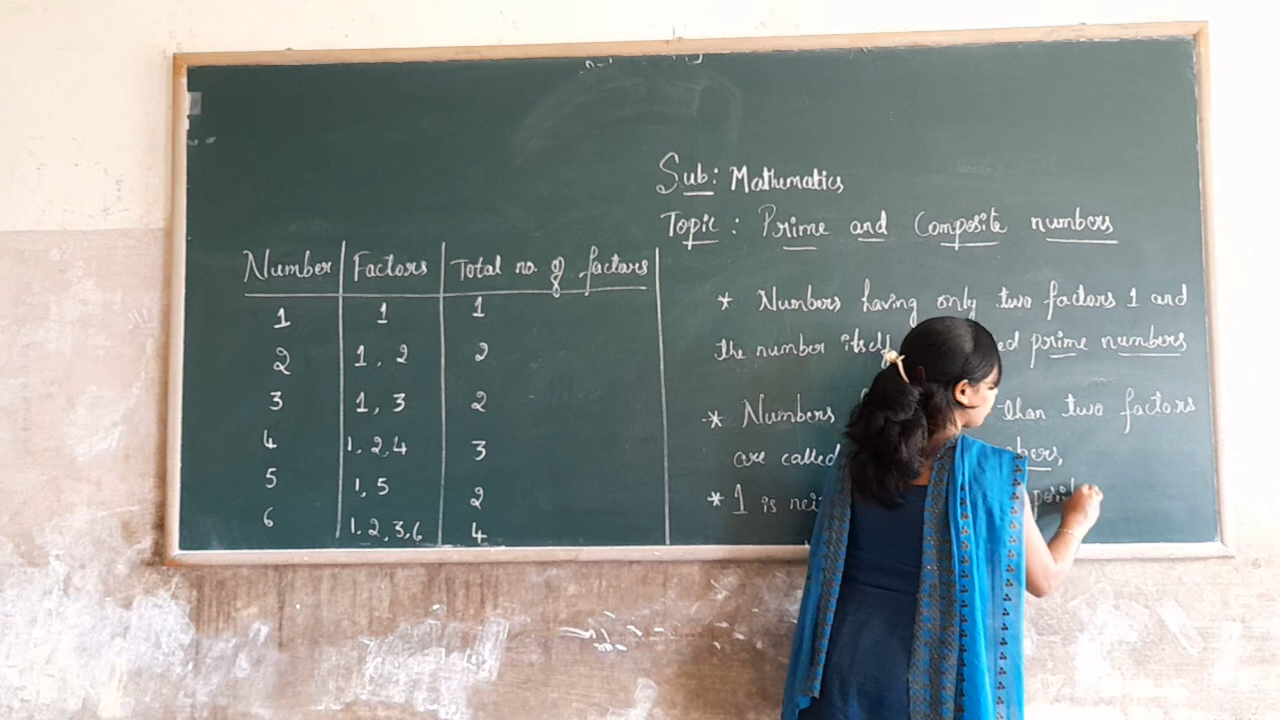 Sub: Mathematics
Topic: Prime and Composite numbers
Number Factors Total no. of factors
1 1 1
2 1, 2 2
3 1, 3 2
4 1, 2, 4 3
5 1, 5 2
6 1, 2, 3, 6 4
* Numbers having only two factors 1 and
the number itself prime numbers
* Numbers than two factors
are called
* 1 is